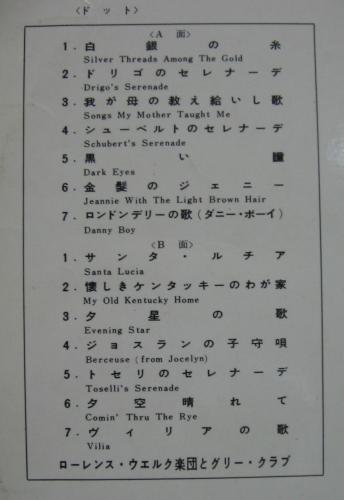 〈ドット〉
〈A 面〉
1. 白銀の糸
Silver Threads Among The Gold
2. ドリゴのセレナーデ
Drigo's Serenade
3. 我が母の教え給いし歌
Songs My Mother Taught Me
4. シューベルトのセレナーデ
Schubert's Serenade
5. 黒い瞳
Dark Eyes
6. 金髪のジェニー
Jeannie With The Light Brown Hair
7. ロンドンデリーの歌(ダニー・ボーイ)
Danny Boy
〈B 面〉
1. サンタ・ルチア
Santa Lucia
2. 懐しきケンタッキーのわが家
My Old Kentucky Home
3. 夕星の歌
Evening Star
4. ジョスランの子守唄
Berceuse (from Jocelyn)
5. トセリのセレナーデ
Toselli's Serenade
6. 夕空晴れて
Comin' Thru The Rye
7. ヴィリアの歌
Vilia
ローレンス・ウエルク楽団とグリー・クラブ